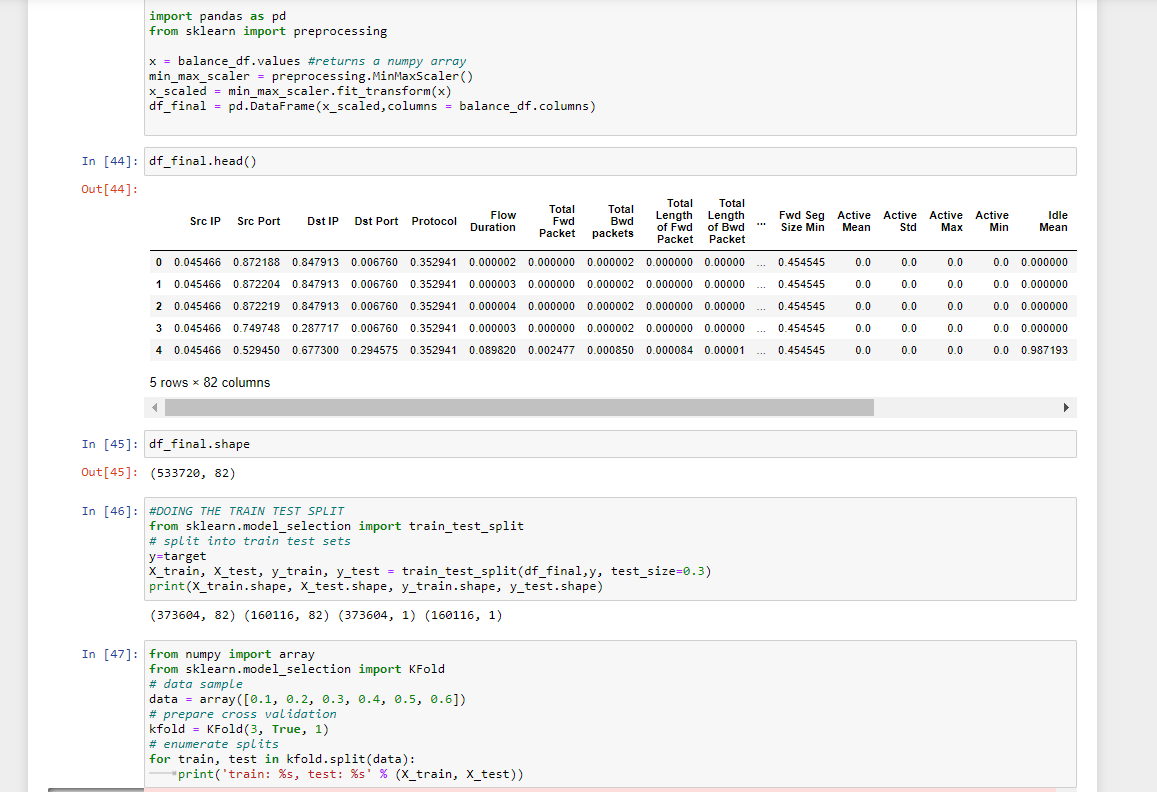 import pandas as pd
from sklearn import preprocessing
x = balance_df.values #returns a numpy array
min_max_scaler = preprocessing.MinMaxScaler()
x_scaled = min_max_scaler.fit_transform(x)
df_final = pd.DataFrame(x_scaled,columns = balance_df.columns)
In [44]: df_final.head()
Out[44]:
Src IP Src Port Dst IP Dst Port Protocol Flow Duration Total Fwd Packet Total Bwd packets Total Length of Fwd Packet Total Length of Bwd Packet ... Fwd Seg Size Min Active Mean Active Std Active Max Active Min Idle Mean
0 0.045466 0.872188 0.847913 0.006760 0.352941 0.000002 0.000000 0.000002 0.000000 0.00000 ... 0.454545 0.0 0.0 0.0 0.0 0.000000
1 0.045466 0.872204 0.847913 0.006760 0.352941 0.000003 0.000000 0.000002 0.000000 0.00000 ... 0.454545 0.0 0.0 0.0 0.0 0.000000
2 0.045466 0.872219 0.847913 0.006760 0.352941 0.000004 0.000000 0.000002 0.000000 0.00000 ... 0.454545 0.0 0.0 0.0 0.0 0.000000
3 0.045466 0.749748 0.287717 0.006760 0.352941 0.000003 0.000000 0.000002 0.000000 0.00000 ... 0.454545 0.0 0.0 0.0 0.0 0.000000
4 0.045466 0.529450 0.677300 0.294575 0.352941 0.089820 0.002477 0.000850 0.000084 0.00001 ... 0.454545 0.0 0.0 0.0 0.0 0.987193
5 rows × 82 columns
In [45]: df_final.shape
Out[45]: (533720, 82)
In [46]: #DOING THE TRAIN TEST SPLIT
from sklearn.model_selection import train_test_split
# split into train test sets
y=target
X_train, X_test, y_train, y_test = train_test_split(df_final,y, test_size=0.3)
print(X_train.shape, X_test.shape, y_train.shape, y_test.shape)
(373604, 82) (160116, 82) (373604, 1) (160116, 1)
In [47]: from numpy import array
from sklearn.model_selection import KFold
# data sample
data = array([0.1, 0.2, 0.3, 0.4, 0.5, 0.6])
# prepare cross validation
kfold = KFold(3, True, 1)
# enumerate splits
for train, test in kfold.split(data):
print('train: %s, test: %s' % (X_train, X_test))